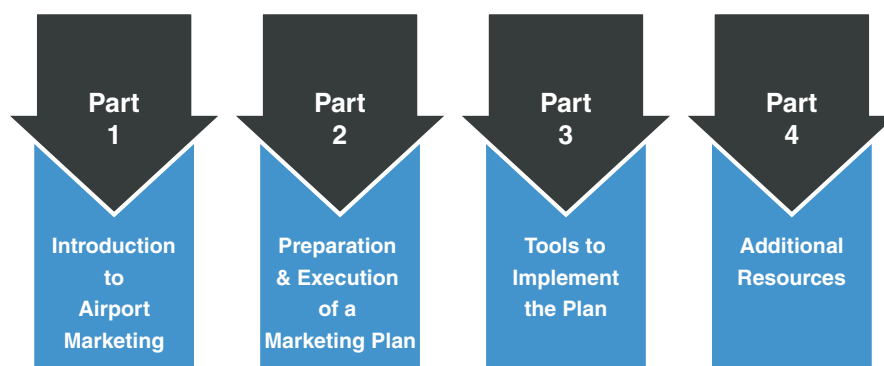 Part
1
Introduction
to
Airport
Marketing
Part
2
Preparation
& Execution
of a
Marketing Plan
Part
3
Tools to
Implement
the Plan
Part
4
Additional
Resources